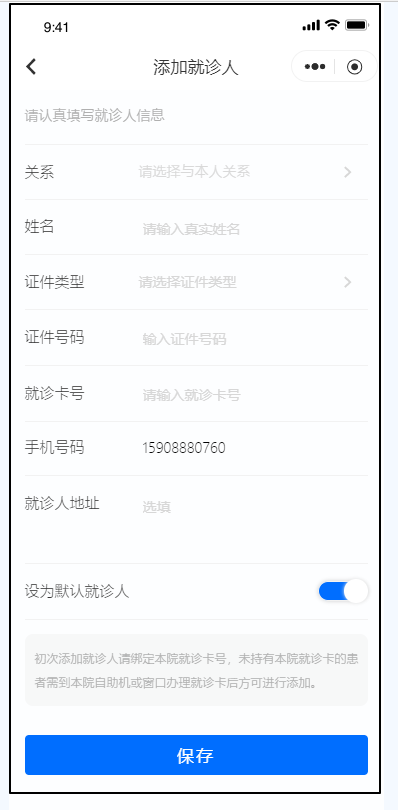 9:41
添加就诊人
请认真填写就诊人信息
关系 请选择与本人关系
姓名 请输入真实姓名
证件类型 请选择证件类型
证件号码 输入证件号码
就诊卡号 请输入就诊卡号
手机号码 15908880760
就诊人地址 选填
设为默认就诊人
初次添加就诊人请绑定本院就诊卡号，未持有本院就诊卡的患
者需到本院自助机或窗口办理就诊卡后方可进行添加。
保存